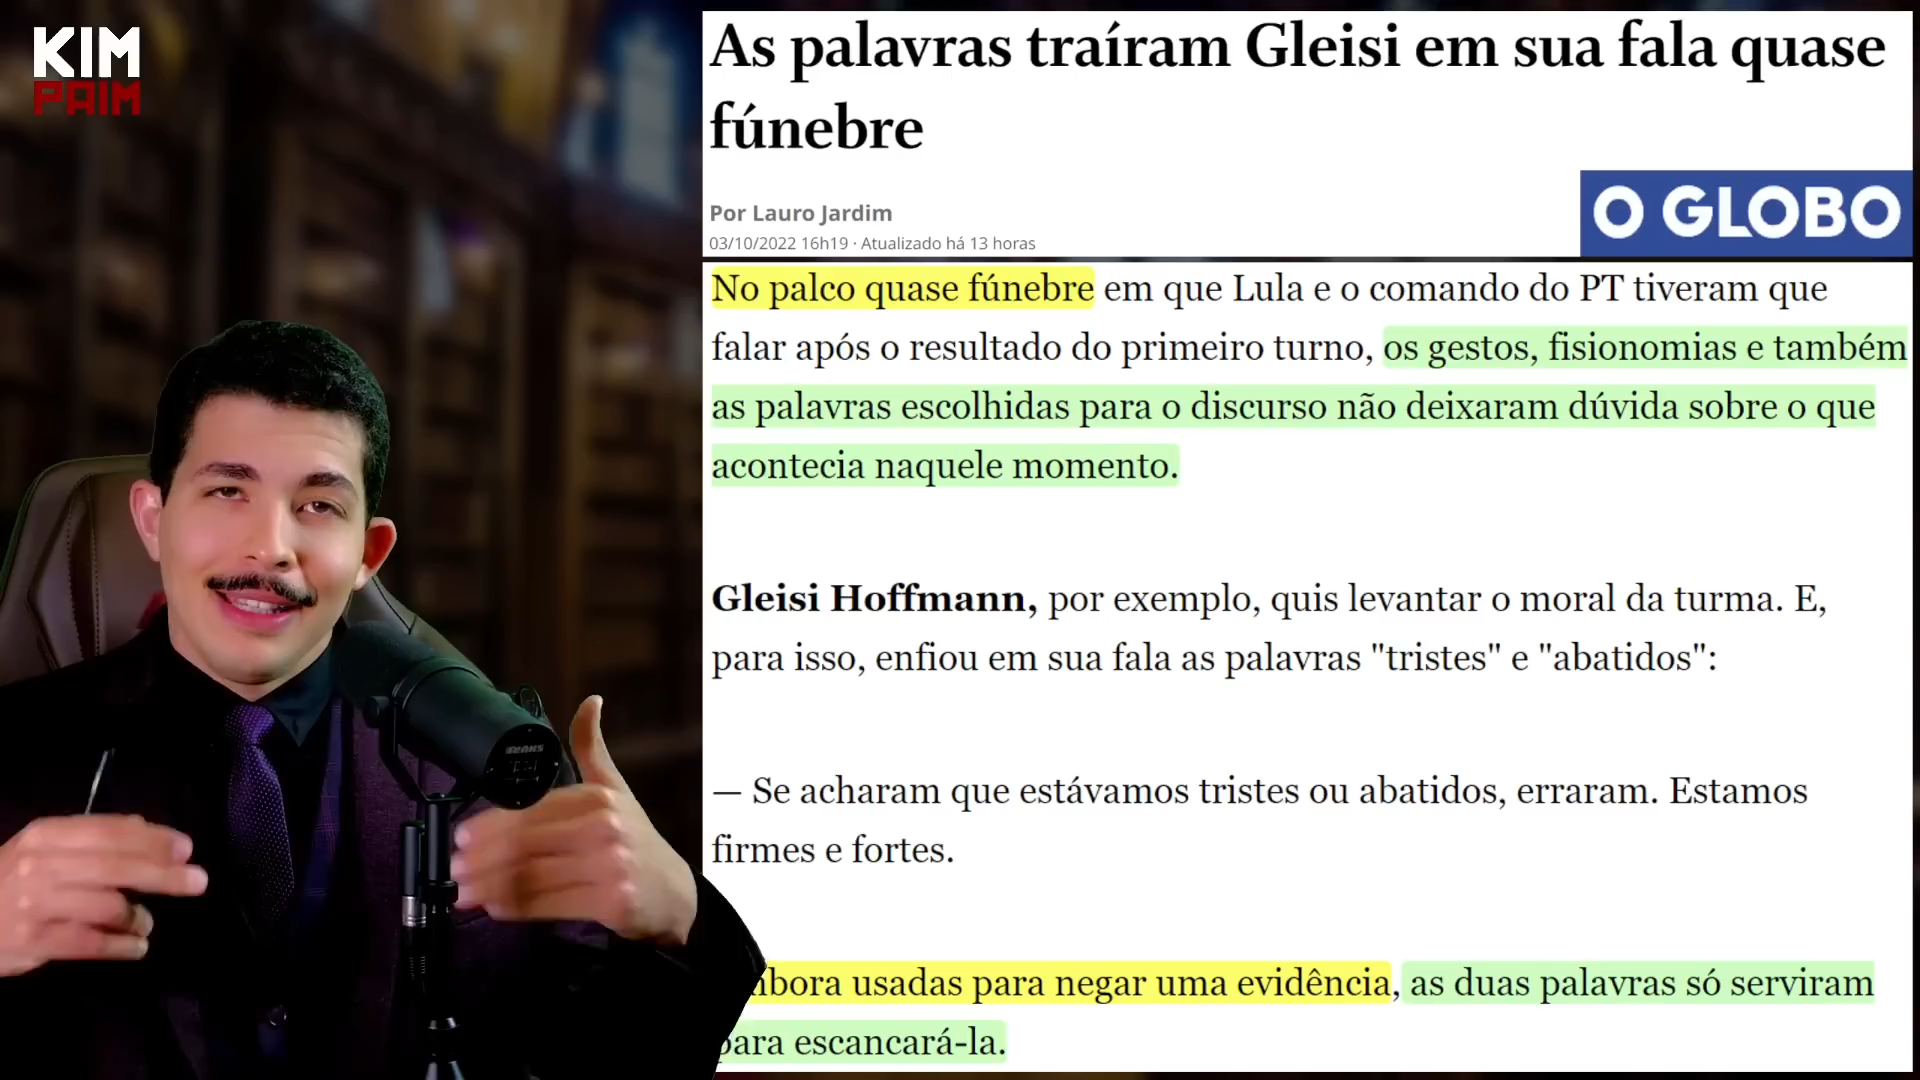 KIM
PAIM
As palavras traíram Gleisi em sua fala quase
fúnebre
Por Lauro Jardim
03/10/2022 16h19 · Atualizado há 13 horas
O GLOBO
No palco quase fúnebre em que Lula e o comando do PT tiveram que
falar após o resultado do primeiro turno, os gestos, fisionomias e também
as palavras escolhidas para o discurso não deixaram dúvida sobre o que
acontecia naquele momento.
Gleisi Hoffmann, por exemplo, quis levantar o moral da turma. E,
para isso, enfiou em sua fala as palavras "tristes" e "abatidos":
— Se acharam que estávamos tristes ou abatidos, erraram. Estamos
firmes e fortes.
mbora usadas para negar uma evidência, as duas palavras só serviram
para escancará-la.